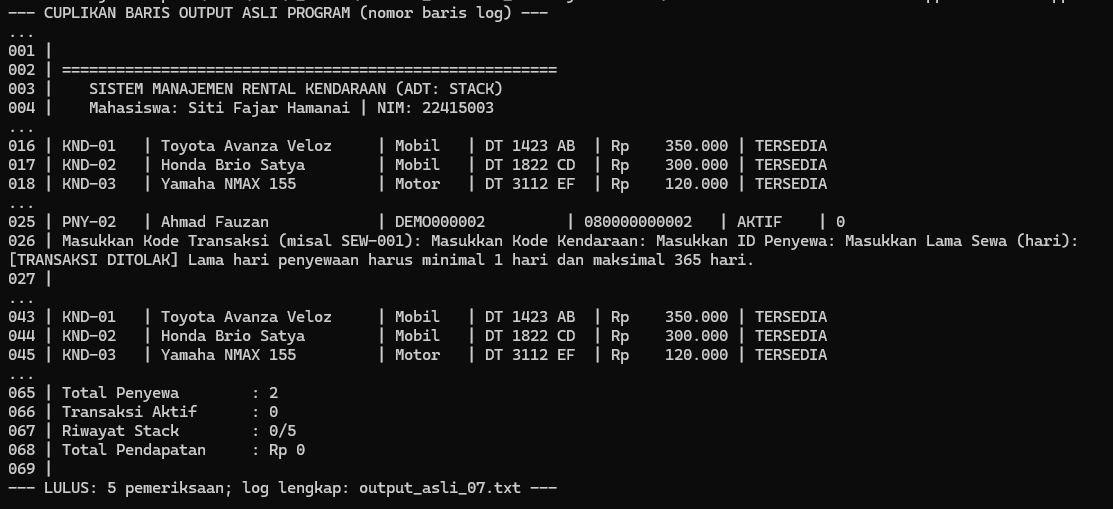 --- CUPLIKAN BARIS OUTPUT ASLI PROGRAM (nomor baris log) ---
...
001 |
002 | =======================================================
003 |    SISTEM MANAJEMEN RENTAL KENDARAAN (ADT: STACK)
004 |    Mahasiswa: Siti Fajar Hamanai | NIM: 22415003
...
016 | KND-01   | Toyota Avanza Veloz     | Mobil   | DT 1423 AB  | Rp    350.000 | TERSEDIA
017 | KND-02   | Honda Brio Satya        | Mobil   | DT 1822 CD  | Rp    300.000 | TERSEDIA
018 | KND-03   | Yamaha NMAX 155         | Motor   | DT 3112 EF  | Rp    120.000 | TERSEDIA
...
025 | PNY-02   | Ahmad Fauzan            | DEMO000002         | 080000000002   | AKTIF    | 0
026 | Masukkan Kode Transaksi (misal SEW-001): Masukkan Kode Kendaraan: Masukkan ID Penyewa: Masukkan Lama Sewa (hari):
[TRANSAKSI DITOLAK] Lama hari penyewaan harus minimal 1 hari dan maksimal 365 hari.
027 |
...
043 | KND-01   | Toyota Avanza Veloz     | Mobil   | DT 1423 AB  | Rp    350.000 | TERSEDIA
044 | KND-02   | Honda Brio Satya        | Mobil   | DT 1822 CD  | Rp    300.000 | TERSEDIA
045 | KND-03   | Yamaha NMAX 155         | Motor   | DT 3112 EF  | Rp    120.000 | TERSEDIA
...
065 | Total Penyewa        : 2
066 | Transaksi Aktif      : 0
067 | Riwayat Stack        : 0/5
068 | Total Pendapatan     : Rp 0
069 |
--- LULUS: 5 pemeriksaan; log lengkap: output_asli_07.txt ---